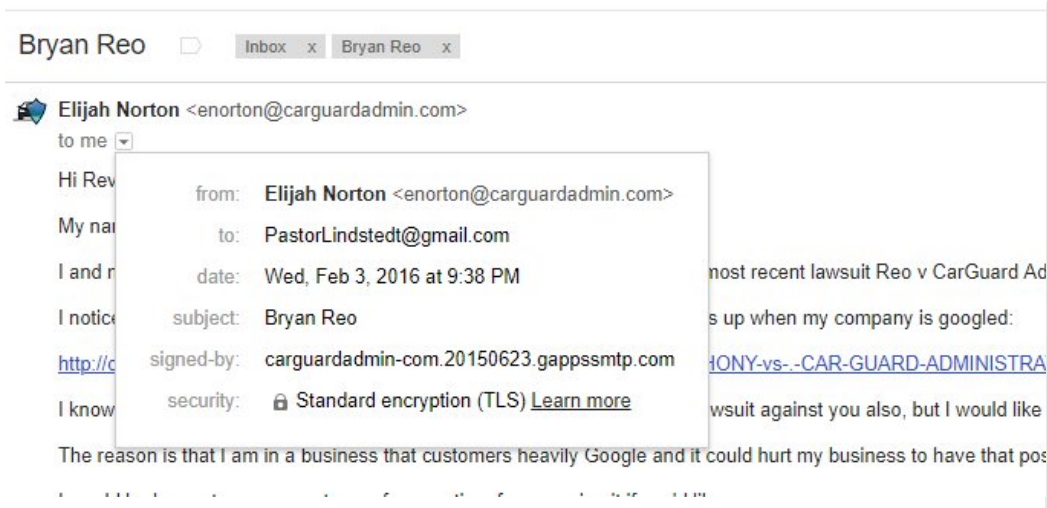 Bryan Reo Inbox x Bryan Reo x
Elijah Norton <enorton@carguardadmin.com>
to me
Hi Rev
My nar
from: Elijah Norton <enorton@carguardadmin.com>
to: PastorLindstedt@gmail.com
date: Wed, Feb 3, 2016 at 9:38 PM
subject: Bryan Reo
signed-by: carguardadmin-com.20150623.gappssmtp.com
security: Standard encryption (TLS) Learn more
I and most recent lawsuit Reo v CarGuard Ad
I notice s up when my company is googled:
http://c HONY-vs-.-CAR-GUARD-ADMINISTRA
I know wsuit against you also, but I would like
The reason is that I am in a business that customers heavily Google and it could hurt my business to have that pos